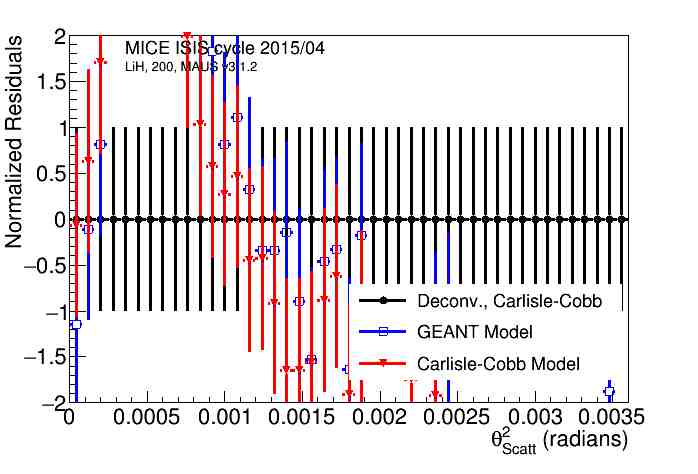 MICE ISIS cycle 2015/04
LiH, 200, MAUS v3.1.2
Normalized Residuals
2
1.5
1
0.5
0
−0.5
−1
−1.5
−2
Deconv., Carlisle-Cobb
GEANT Model
Carlisle-Cobb Model
0 0.0005 0.001 0.0015 0.002 0.0025 0.003 0.0035
θ²Scatt (radians)